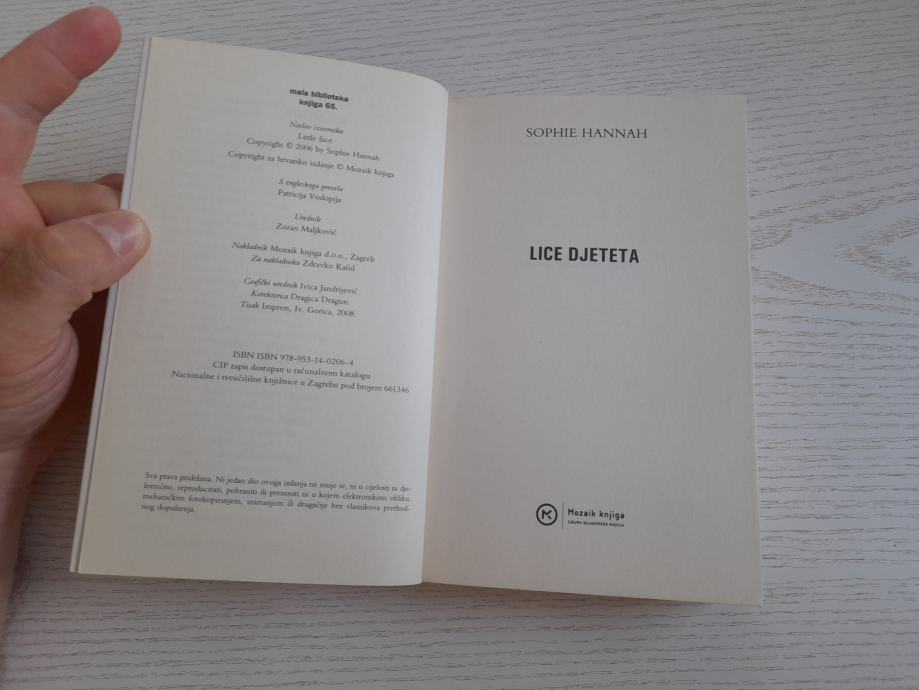 mala biblioteka
knjiga 65.
Naslov izvornika
Little face
Copyright © 2006 by Sophie Hannah
Copyright za hrvatsko izdanje © Mozaik knjiga
S engleskoga prevela
Patricija Vodopija
Urednik
Zoran Maljković
Nakladnik Mozaik knjiga d.o.o., Zagreb
Za nakladnika Zdravko Kafol
Grafički urednik Ivica Jandrijević
Korektorica Dragica Dragun
Tisak Impress, Iv. Gorica, 2008.
ISBN ISBN 978-953-14-0206-4
CIP zapis dostupan u računalnom katalogu
Nacionalne i sveučilišne knjižnice u Zagrebu pod brojem 661346
Sva prava pridržana. Ni jedan dio ovoga izdanja ne smije se, ni u cijelosti ni dje-
lomično, reproducirati, pohraniti ili prenositi ni u kojem elektronskom obliku,
mehaničkim fotokopiranjem, snimanjem ili drugačije bez vlasnikova prethod-
nog dopuštenja.
SOPHIE HANNAH
LICE DJETETA
Mozaik knjiga
GRUPA MLADINSKA KNJIGA